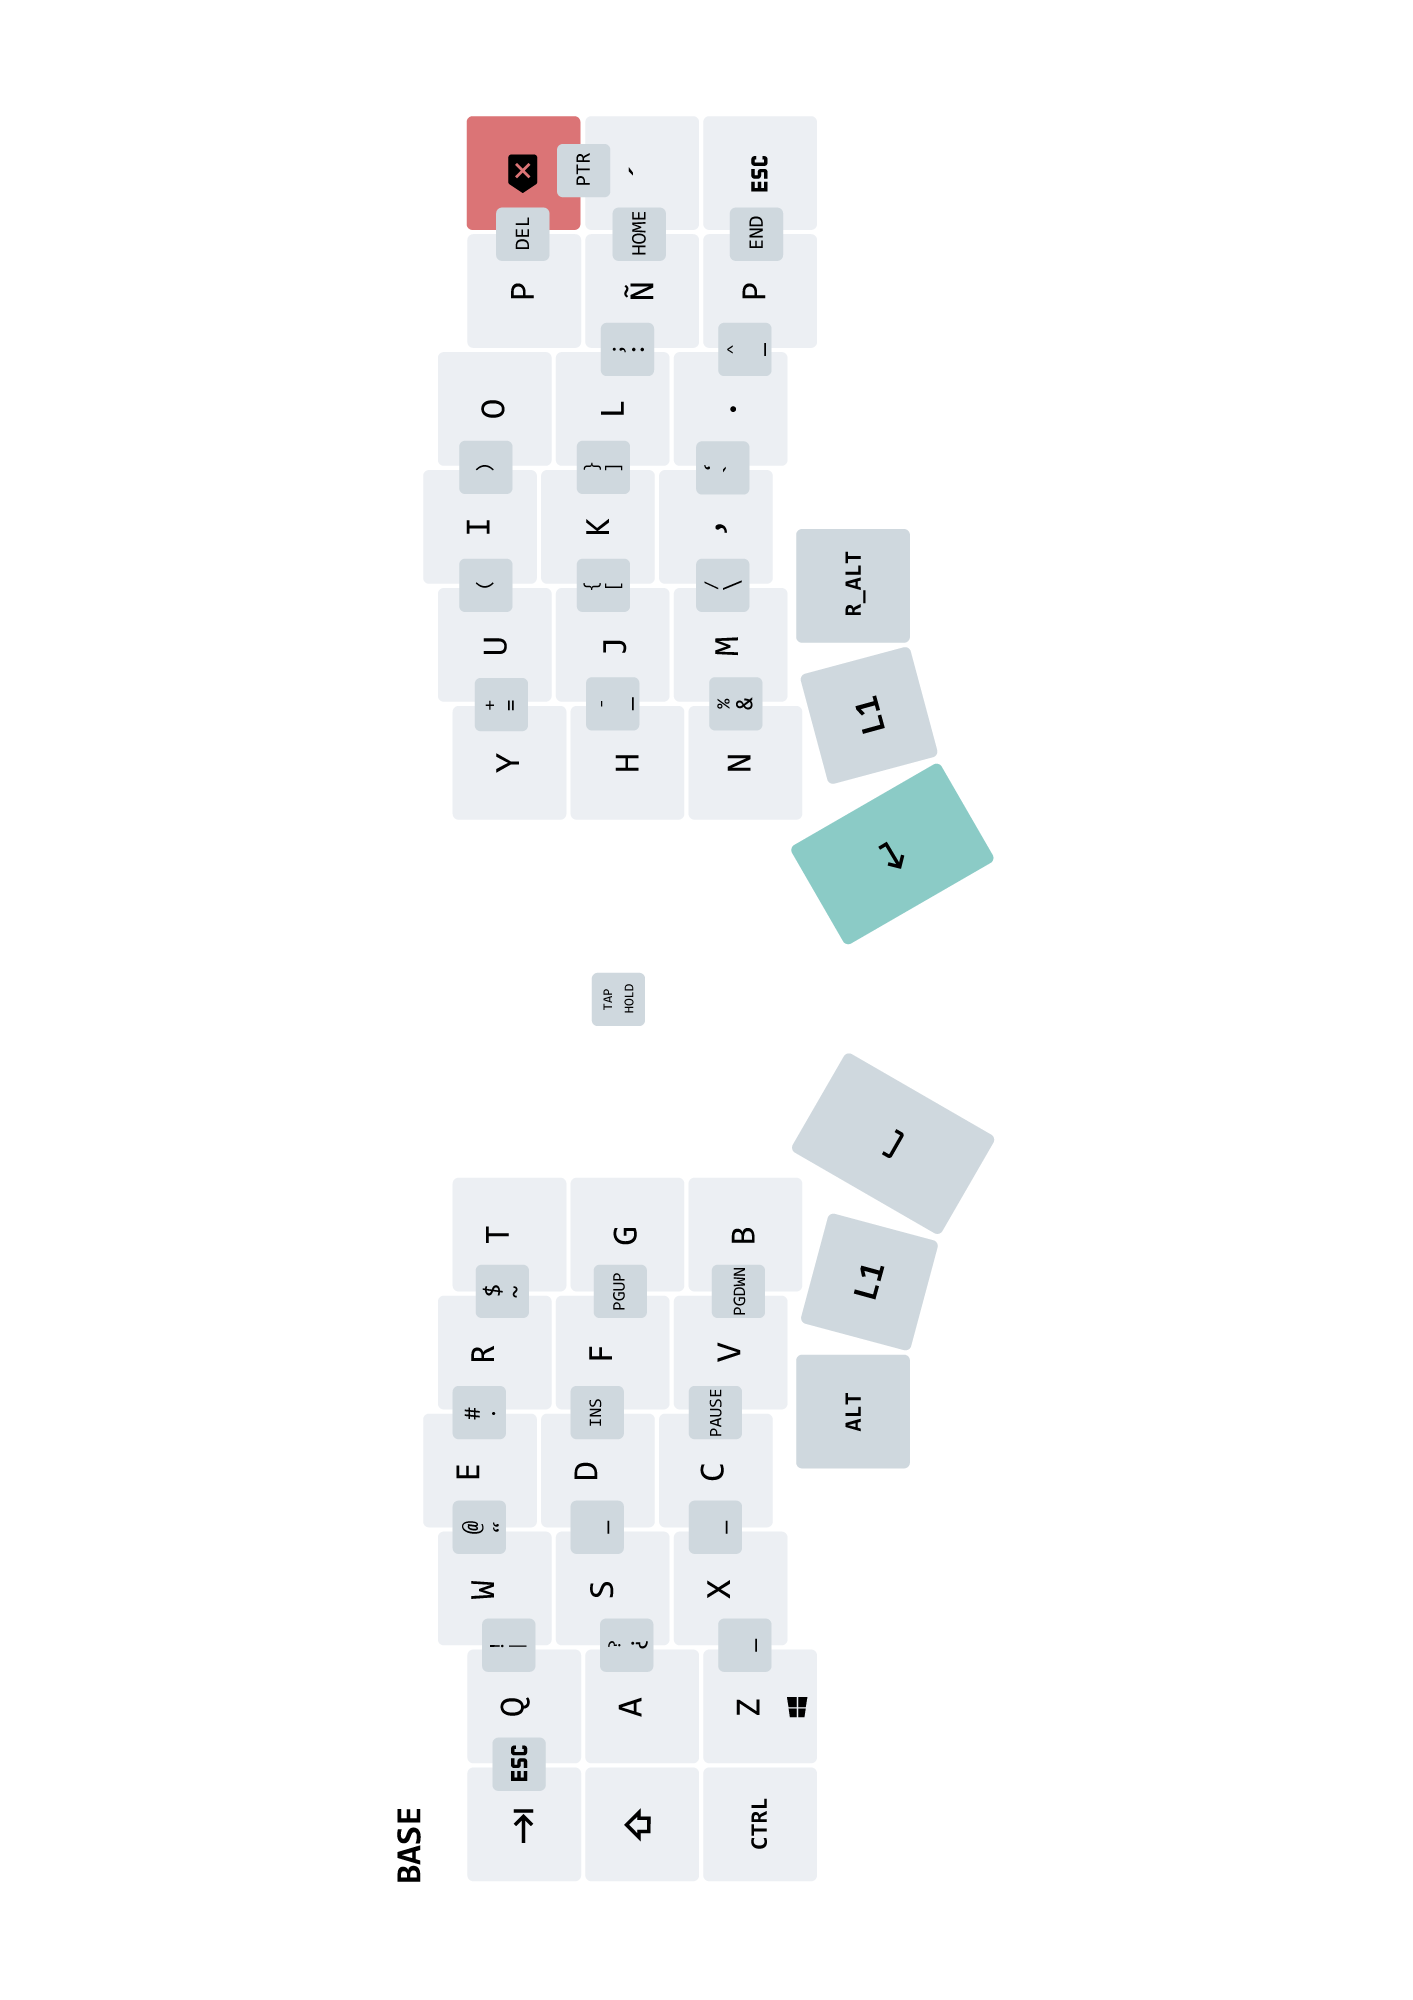 BASE
ESC Q ! | W @ “ E # · R $ ~ T
Y + = U ( I ) O P DEL
PTR
A ? ¿ S _ D INS F PGUP G
TAP
HOLD
H - _ J { [ K } ] L ; : Ñ HOME ´
CTRL Z _ X _ C PAUSE V PGDWN B
N % & M / \ , ‘ ` . ^ _ P END ESC
ALT L1
L1 R_ALT